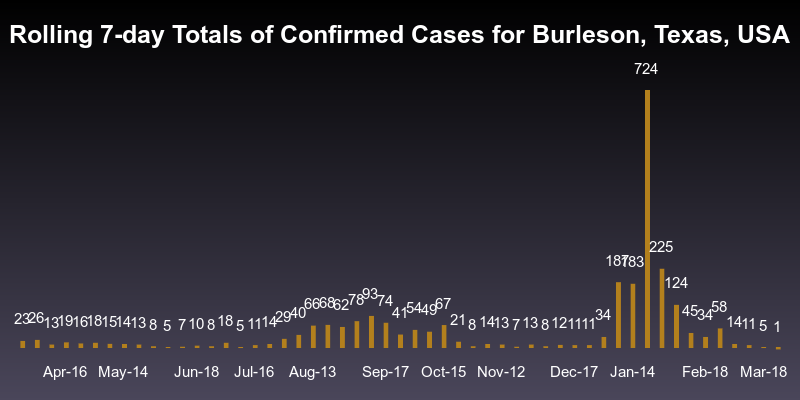 Rolling 7-day Totals of Confirmed Cases for Burleson, Texas, USA
724
225
187 183
124
93
78
74
66 68 62 67
54 49 58
40 41 45
29 34 34
23 26 13 19 16 18 15 14 13 8 5 7 10 8 18 5 11 14 21 8 14 13 7 13 8 12 11 11 14 11 5 1
Apr-16 May-14 Jun-18 Jul-16 Aug-13 Sep-17 Oct-15 Nov-12 Dec-17 Jan-14 Feb-18 Mar-18